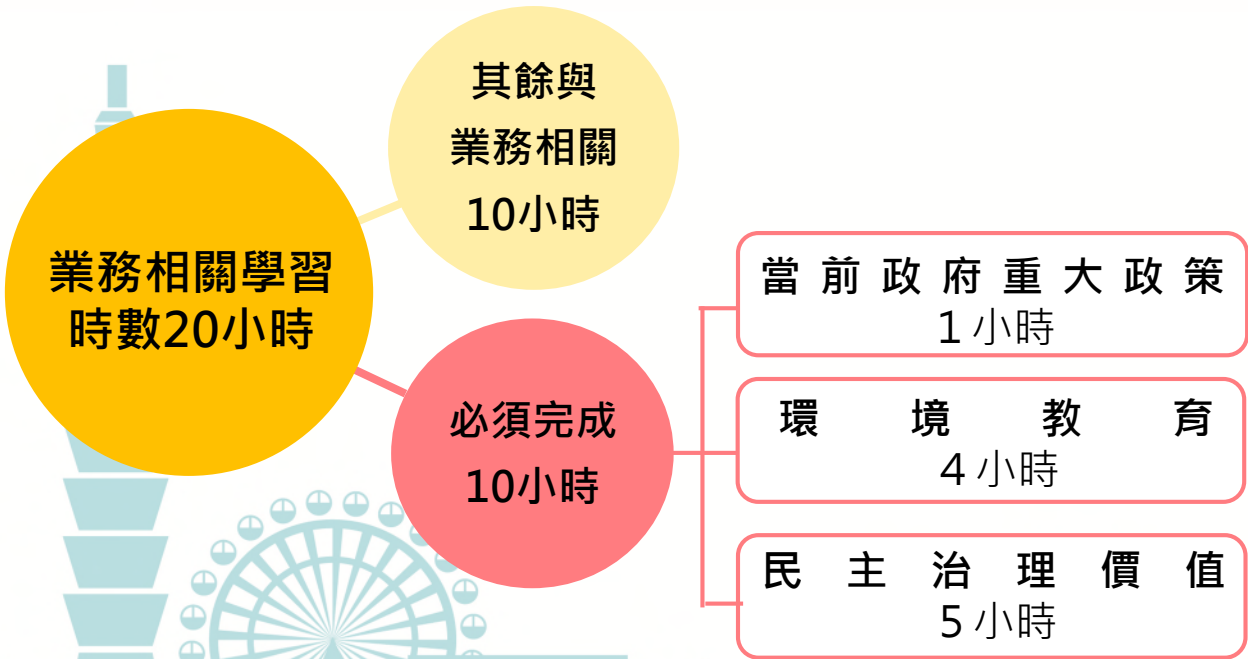 業務相關學習
時數20小時
其餘與
業務相關
10小時
必須完成
10小時
當前政府重大政策
1小時
環境教育
4小時
民主治理價值
5小時